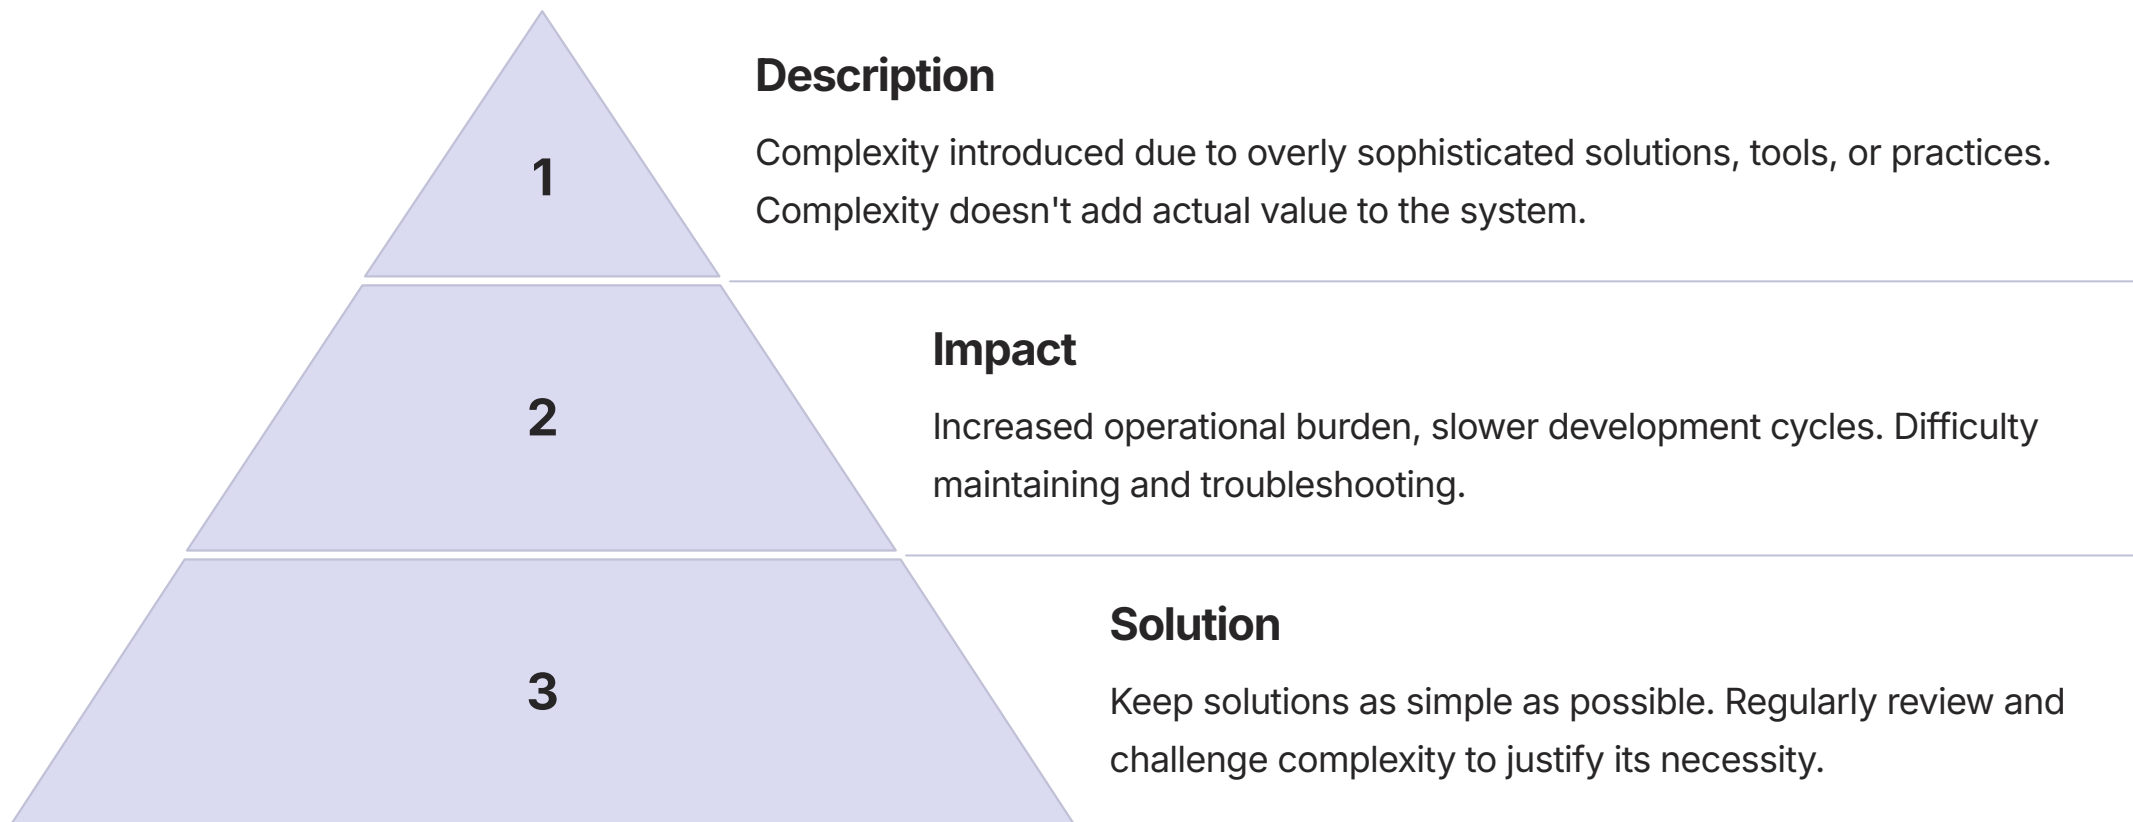 1
Description
Complexity introduced due to overly sophisticated solutions, tools, or practices.
Complexity doesn't add actual value to the system.
2
Impact
Increased operational burden, slower development cycles. Difficulty
maintaining and troubleshooting.
3
Solution
Keep solutions as simple as possible. Regularly review and
challenge complexity to justify its necessity.